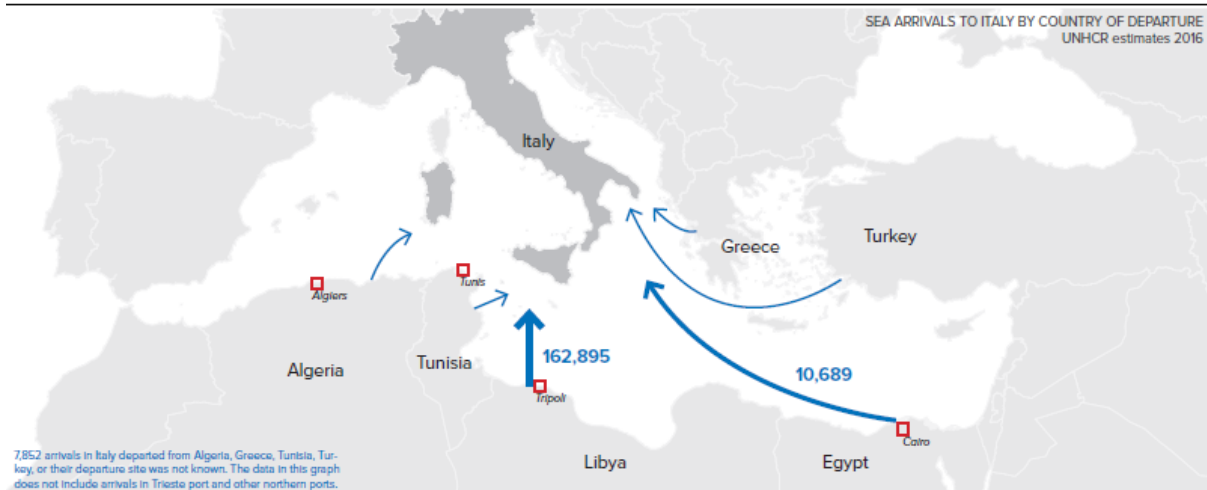 SEA ARRIVALS TO ITALY BY COUNTRY OF DEPARTURE
UNHCR estimates 2016
Italy
Greece
Turkey
Algiers
Tunis
Algeria
Tunisia
162,895
Tripoli
10,689
Cairo
Libya
Egypt
7,852 arrivals in Italy departed from Algeria, Greece, Tunisia, Tur-
key, or their departure site was not known. The data in this graph
does not include arrivals in Trieste port and other northern ports.